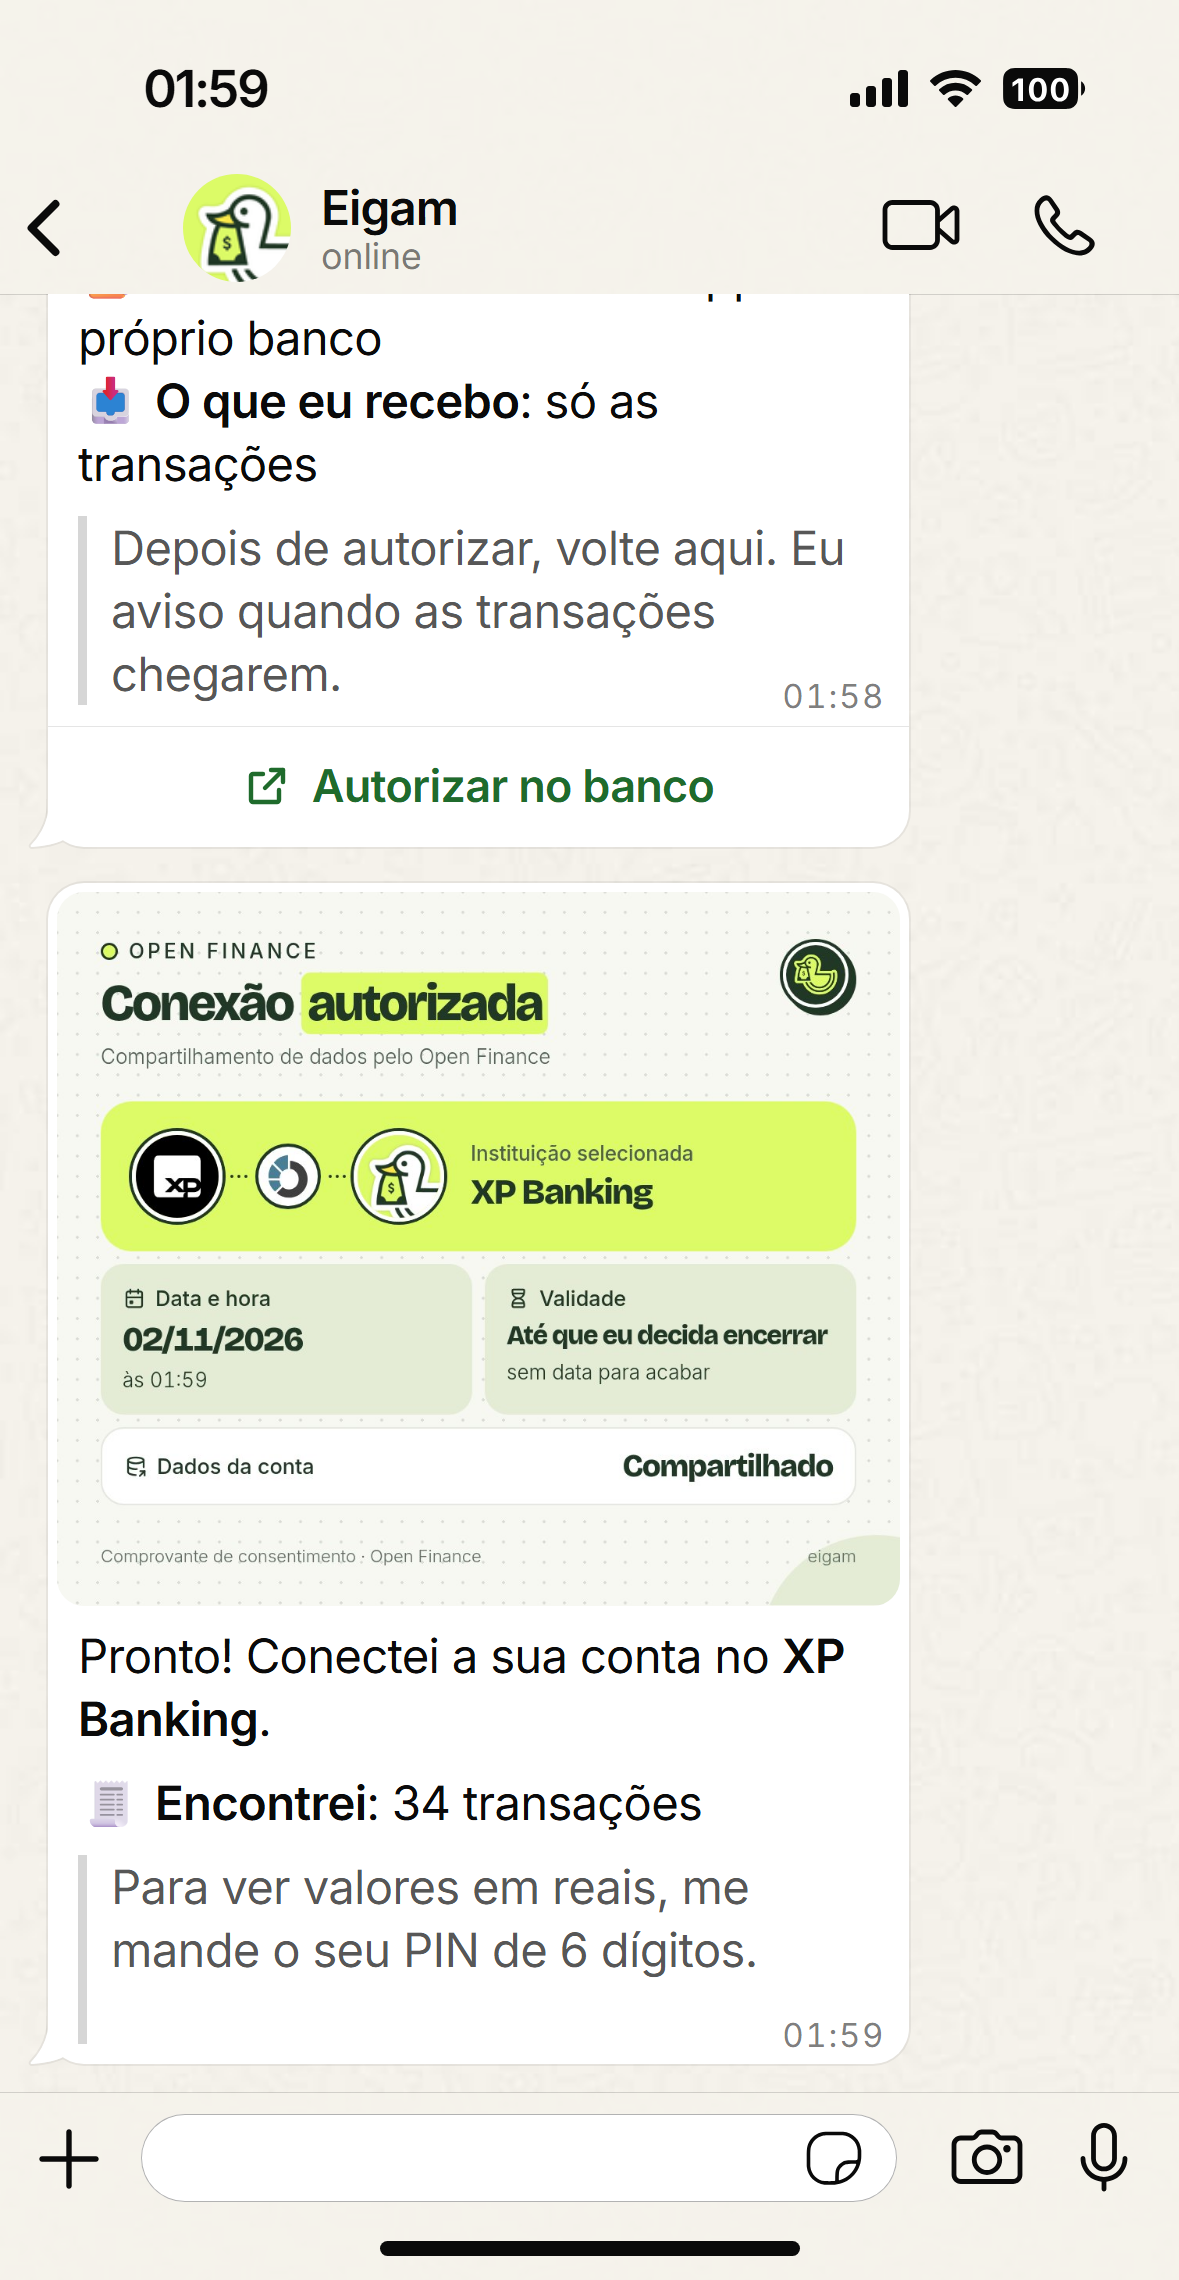 01:59
100
Eigam
online
próprio banco
O que eu recebo: só as
transações
Depois de autorizar, volte aqui. Eu
aviso quando as transações
chegarem.
01:58
Autorizar no banco
OPEN FINANCE
Conexão autorizada
Compartilhamento de dados pelo Open Finance
XP
$
Instituição selecionada
XP Banking
Data e hora
02/11/2026
às 01:59
Validade
Até que eu decida encerrar
sem data para acabar
Dados da conta
Compartilhado
Comprovante de consentimento · Open Finance
eigam
Pronto! Conectei a sua conta no XP
Banking.
Encontrei: 34 transações
Para ver valores em reais, me
mande o seu PIN de 6 dígitos.
01:59